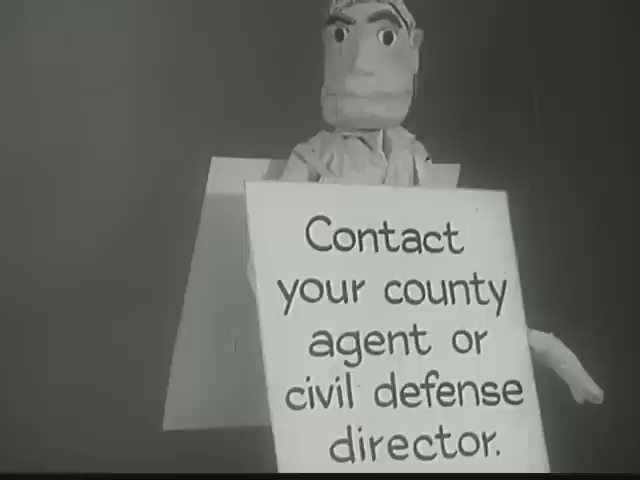 Contact
your county
agent or
civil defense
director.